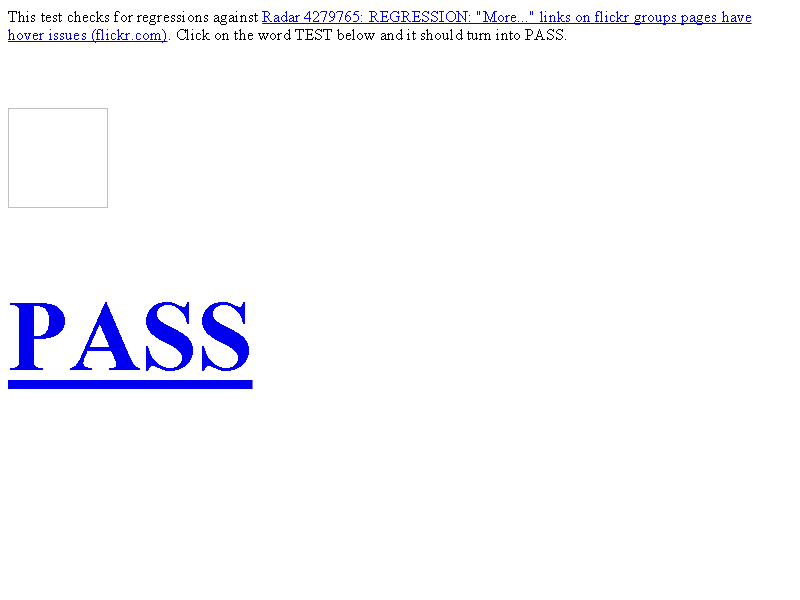 This test checks for regressions against Radar 4279765: REGRESSION: "More..." links on flickr groups pages have
hover issues (flickr.com). Click on the word TEST below and it should turn into PASS.
PASS